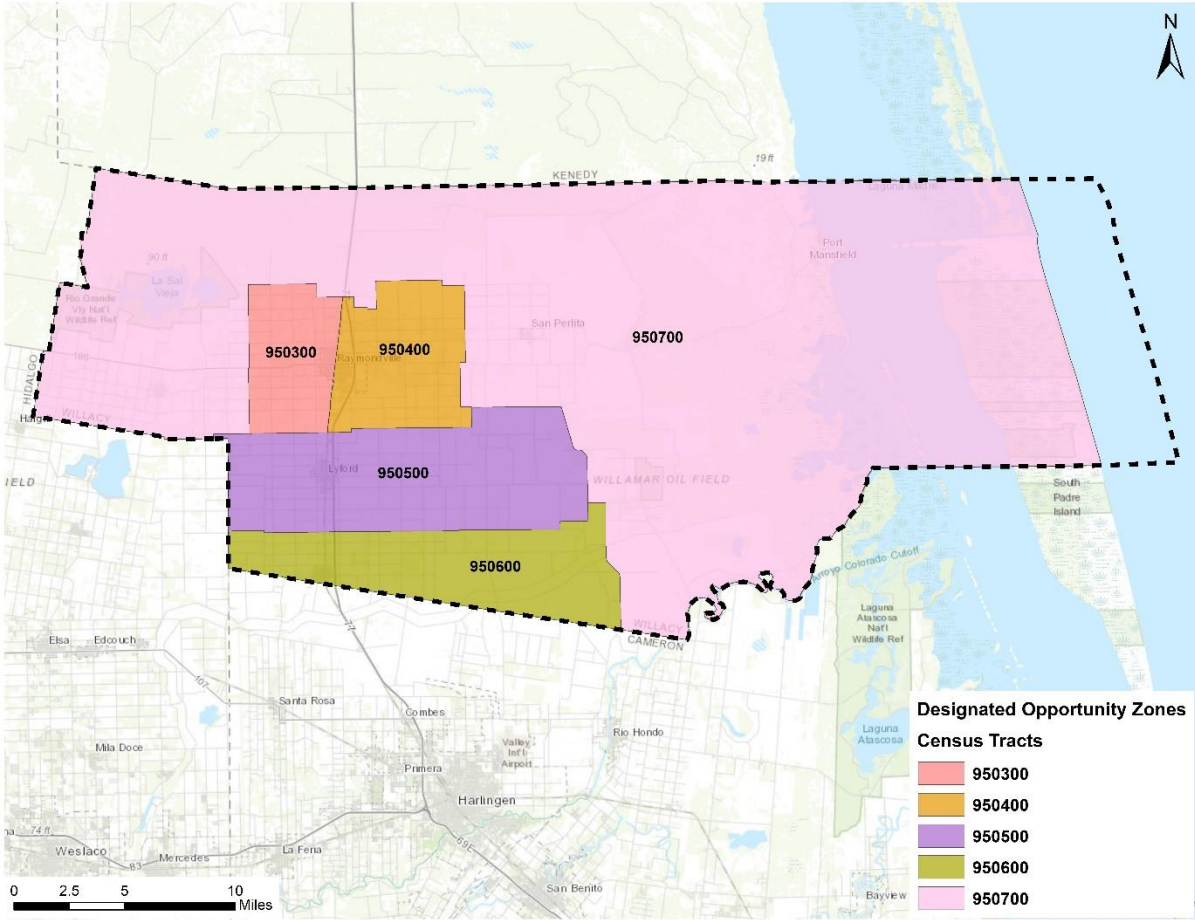 N
19 ft
KENEDY
Laguna Madre
Port
Mansfield
90 ft
La Sal
Vieja
Rio Grande
Vly Nat'l
Wildlife Ref
San Perlita
950700
950300
950400
Raymondville
186
HIDALGO
WILLACY
950500
Lyford
WILLAMAR OIL FIELD
IELD
South
Padre
Island
950600
Arroyo Colorado Cutoff
77
WILLACY
CAMERON
Laguna
Atascosa
Nat'l
Wildlife Ref
Elsa
Edcouch
107
Santa Rosa
Combes
Rio Hondo
Laguna
Atascosa
Mila Doce
Valley
Int'l
Airport
Primera
Harlingen
74 ft
Weslaco
83
Mercedes
La Feria
69E
San Benito
Bayview
Designated Opportunity Zones
Census Tracts
950300
950400
950500
950600
950700
0 2.5 5 10
Miles